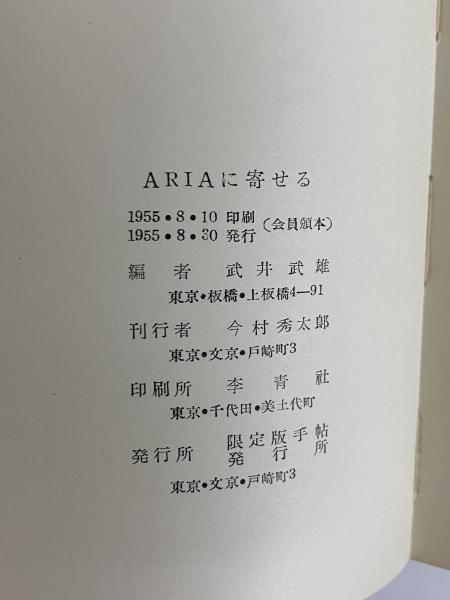 ARIAに寄せる
1955・8・10 印刷
1955・8・30 発行
(会員頒本)
編者 武井武雄
東京・板橋・上板橋4—91
刊行者 今村秀太郎
東京・文京・戸崎町3
印刷所 李青社
東京・千代田・美土代町
発行所 限定版手帖発行所
東京・文京・戸崎町3